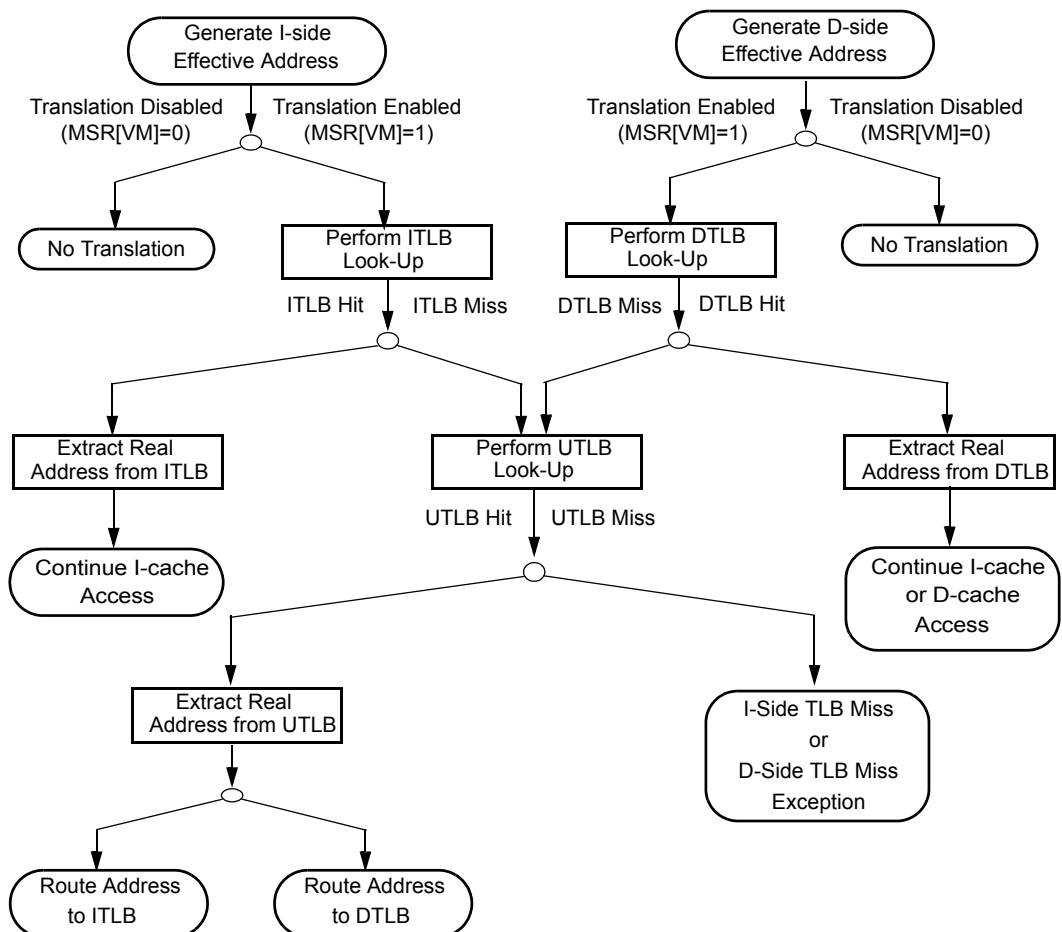 Generate I-side
Effective Address
Generate D-side
Effective Address
Translation Disabled
(MSR[VM]=0)
Translation Enabled
(MSR[VM]=1)
Translation Enabled
(MSR[VM]=1)
Translation Disabled
(MSR[VM]=0)
No Translation
Perform ITLB
Look-Up
Perform DTLB
Look-Up
No Translation
ITLB Hit
ITLB Miss
DTLB Miss
DTLB Hit
Extract Real
Address from ITLB
Perform UTLB
Look-Up
Extract Real
Address from DTLB
UTLB Hit
UTLB Miss
Continue I-cache
Access
Continue I-cache
or D-cache
Access
Extract Real
Address from UTLB
I-Side TLB Miss
or
D-Side TLB Miss
Exception
Route Address
to ITLB
Route Address
to DTLB